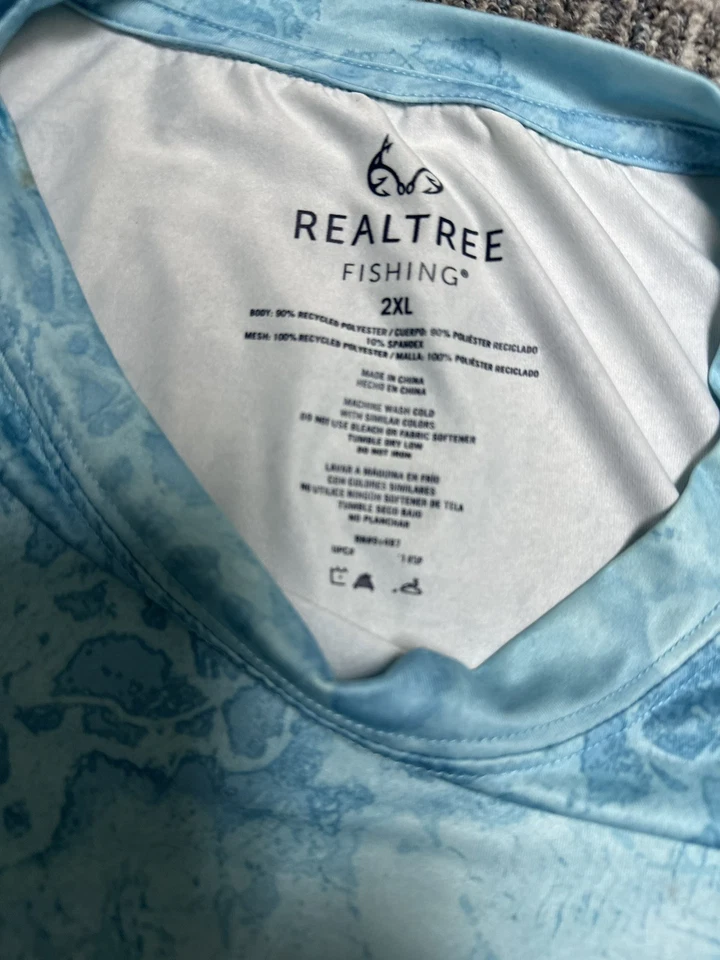 REALTREE
FISHING®
2XL
BODY: 90% RECYCLED POLYESTER / CUERPO: 90% POLIÉSTER RECICLADO
10% SPANDEX
MESH: 100% RECYCLED POLYESTER / MALLA: 100% POLIÉSTER RECICLADO
MADE IN CHINA
HECHO EN CHINA
MACHINE WASH COLD
WITH SIMILAR COLORS
DO NOT USE BLEACH OR FABRIC SOFTENER
TUMBLE DRY LOW
DO NOT IRON
LAVAR A MÁQUINA EN FRÍO
CON COLORES SIMILARES
NI UTILICE NINGÚN SOFTENER DE TELA
TUMBLE SECO BAJO
NO PLANCHAR